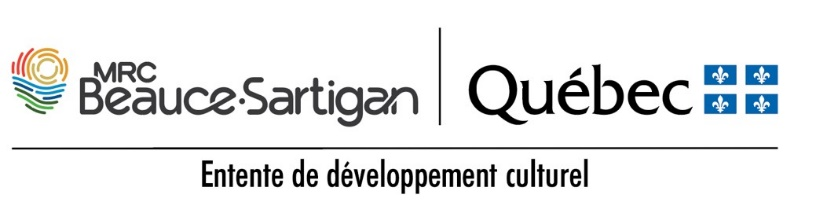 MRC
Beauce-Sartigan
Québec
Entente de développement culturel